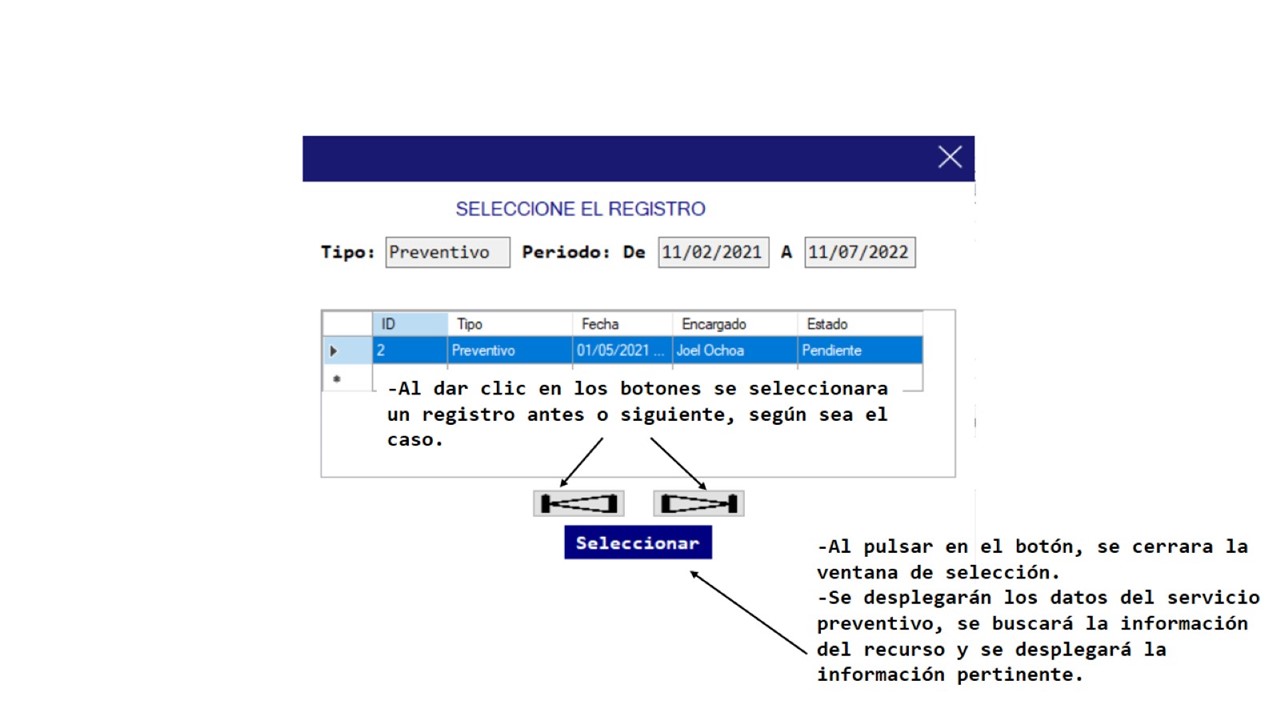 SELECCIONE EL REGISTRO
Tipo: Preventivo Periodo: De 11/02/2021 A 11/07/2022
ID Tipo Fecha Encargado Estado
2 Preventivo 01/05/2021 ... Joel Ochoa Pendiente
-Al dar clic en los botones se seleccionara
un registro antes o siguiente, según sea el
caso.
Seleccionar
-Al pulsar en el botón, se cerrara la
ventana de selección.
-Se desplegarán los datos del servicio
preventivo, se buscará la información
del recurso y se desplegará la
información pertinente.